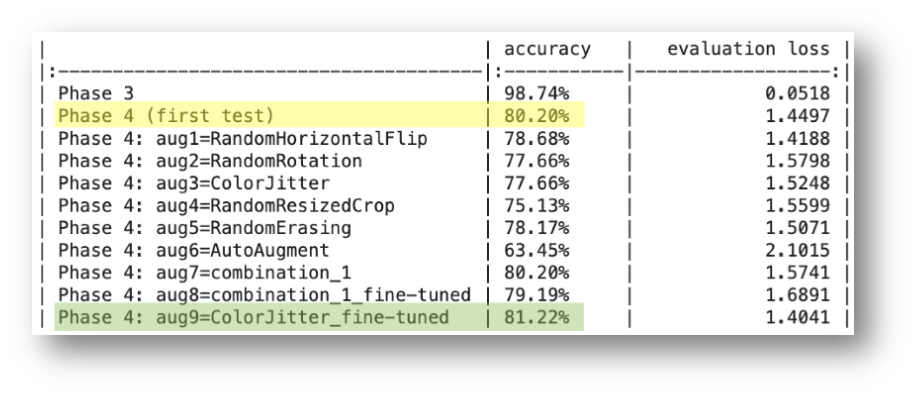 |                                       | accuracy   |   evaluation loss |
|:--------------------------------------|:-----------|------------------:|
| Phase 3                               | 98.74%     |            0.0518 |
| Phase 4 (first test)                  | 80.20%     |            1.4497 |
| Phase 4: aug1=RandomHorizontalFlip    | 78.68%     |            1.4188 |
| Phase 4: aug2=RandomRotation          | 77.66%     |            1.5798 |
| Phase 4: aug3=ColorJitter             | 77.66%     |            1.5248 |
| Phase 4: aug4=RandomResizedCrop       | 75.13%     |            1.5599 |
| Phase 4: aug5=RandomErasing           | 78.17%     |            1.5071 |
| Phase 4: aug6=AutoAugment             | 63.45%     |            2.1015 |
| Phase 4: aug7=combination_1           | 80.20%     |            1.5741 |
| Phase 4: aug8=combination_1_fine-tuned | 79.19%     |            1.6891 |
| Phase 4: aug9=ColorJitter_fine-tuned  | 81.22%     |            1.4041 |